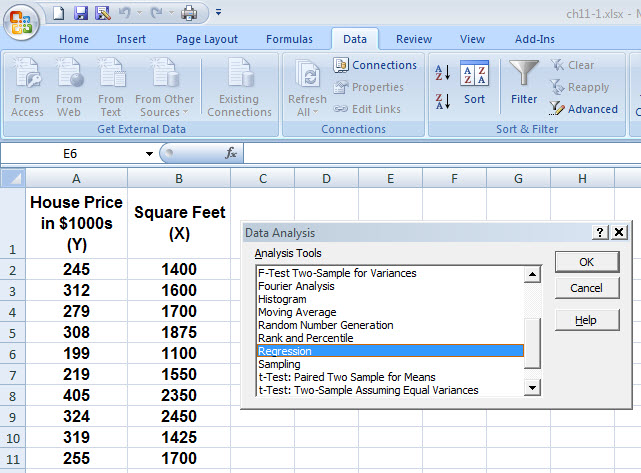 ch11-1.xlsx - 
Home Insert Page Layout Formulas Data Review View Add-Ins
From Access
From Web
From Text
From Other Sources
Existing Connections
Get External Data
Refresh All
Connections
Properties
Edit Links
Connections
Sort
Filter
Clear
Reapply
Advanced
Sort & Filter
E6 fx
A B C D E F G H
1 House Price in $1000s (Y) Square Feet (X)
2 245 1400
3 312 1600
4 279 1700
5 308 1875
6 199 1100
7 219 1550
8 405 2350
9 324 2450
10 319 1425
11 255 1700
Data Analysis
Analysis Tools
F-Test Two-Sample for Variances
Fourier Analysis
Histogram
Moving Average
Random Number Generation
Rank and Percentile
Regression
Sampling
t-Test: Paired Two Sample for Means
t-Test: Two-Sample Assuming Equal Variances
OK
Cancel
Help